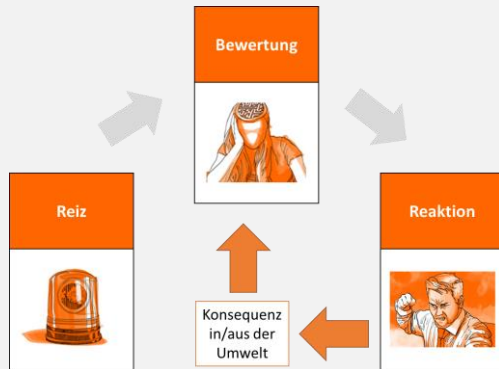 Bewertung
Reiz
Reaktion
Konsequenz
in/aus der
Umwelt